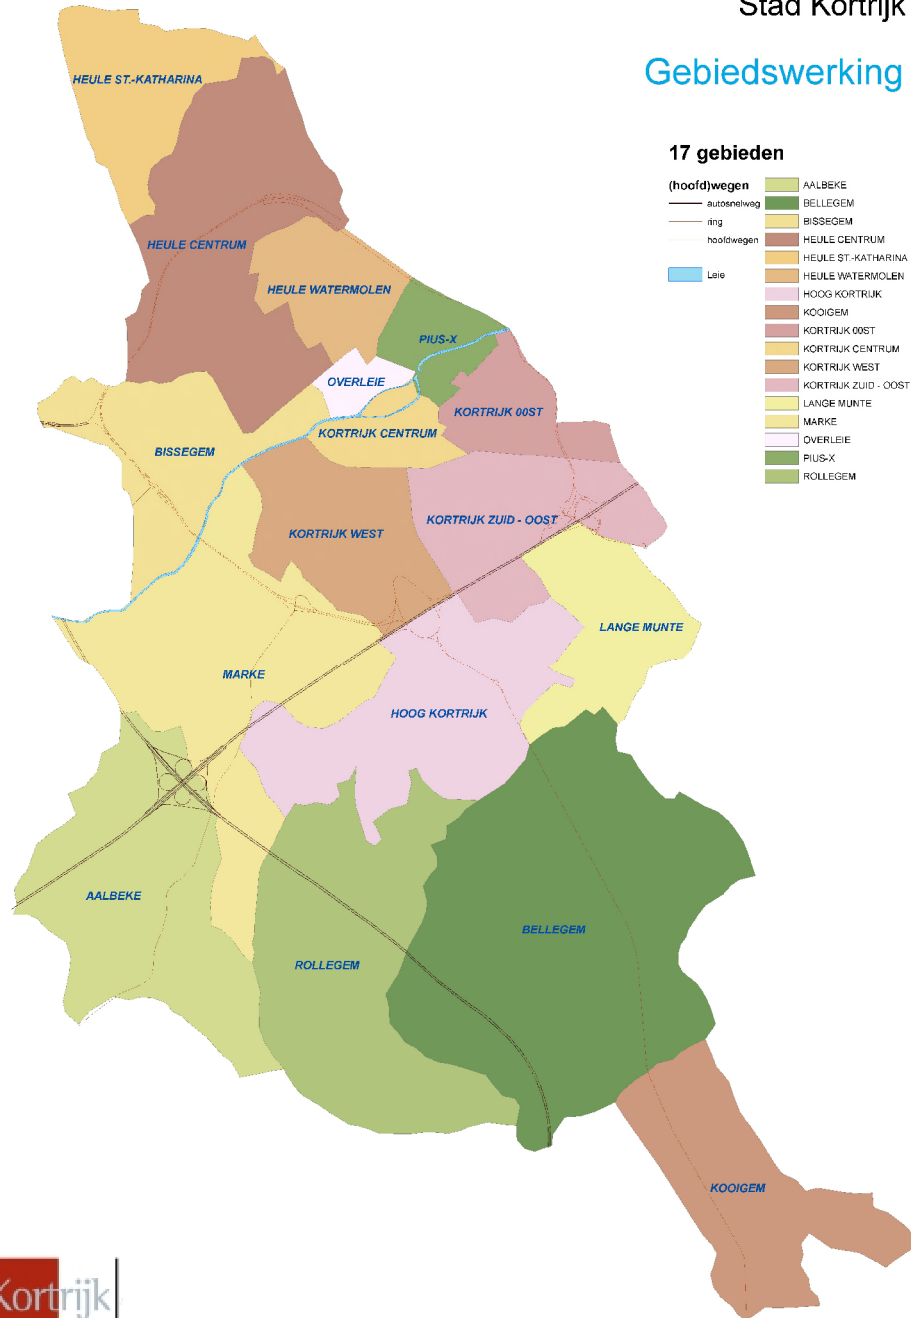 Stad Kortrijk
Gebiedswerking
17 gebieden
(hoofd)wegen
autosnelweg
ring
hoofdwegen
Leie
AALBEKE
BELLEGEM
BISSEGEM
HEULE CENTRUM
HEULE ST.-KATHARINA
HEULE WATERMOLEN
HOOG KORTRIJK
KOOIGEM
KORTRIJK 00ST
KORTRIJK CENTRUM
KORTRIJK WEST
KORTRIJK ZUID - OOST
LANGE MUNTE
MARKE
OVERLEIE
PIUS-X
ROLLEGEM
HEULE ST.-KATHARINA
HEULE CENTRUM
HEULE WATERMOLEN
PIUS-X
OVERLEIE
KORTRIJK 00ST
KORTRIJK CENTRUM
BISSEGEM
KORTRIJK ZUID - OOST
KORTRIJK WEST
LANGE MUNTE
MARKE
HOOG KORTRIJK
AALBEKE
BELLEGEM
ROLLEGEM
KOOIGEM
Kortrijk